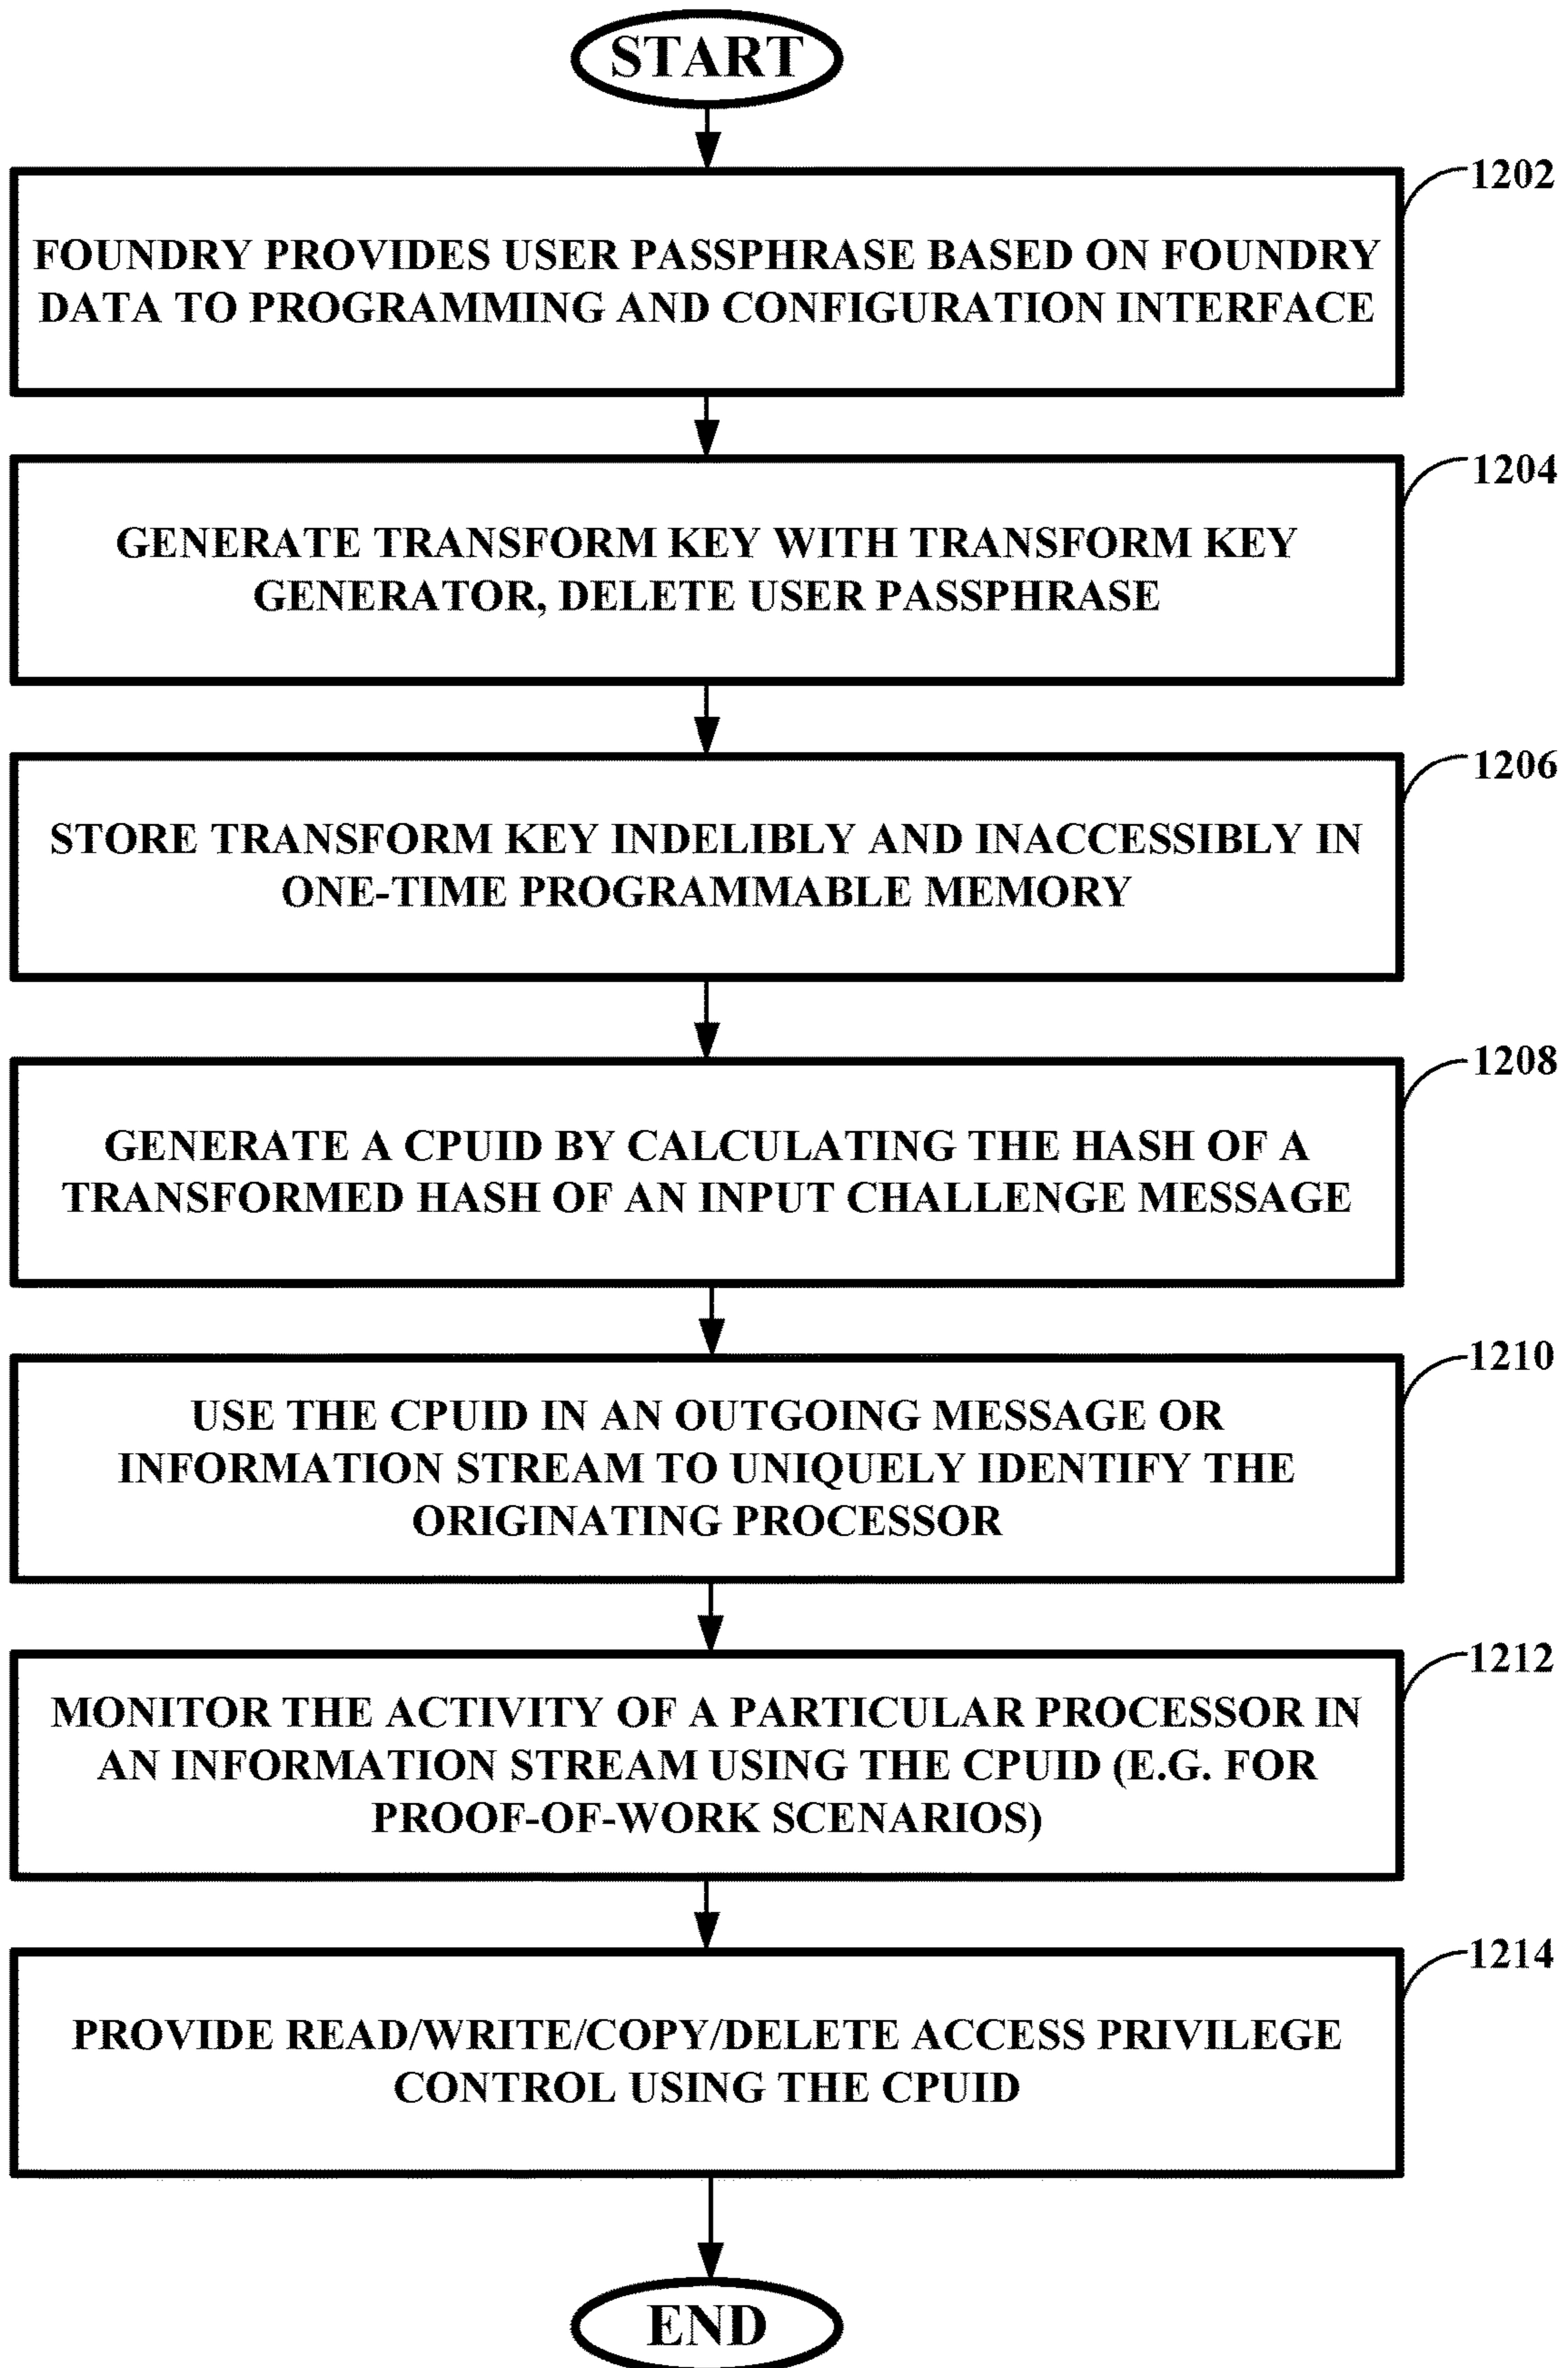 START
1202
FOUNDRY PROVIDES USER PASSPHRASE BASED ON FOUNDRY
DATA TO PROGRAMMING AND CONFIGURATION INTERFACE
1204
GENERATE TRANSFORM KEY WITH TRANSFORM KEY
GENERATOR, DELETE USER PASSPHRASE
1206
STORE TRANSFORM KEY INDELIBLY AND INACCESSIBLY IN
ONE-TIME PROGRAMMABLE MEMORY
1208
GENERATE A CPUID BY CALCULATING THE HASH OF A
TRANSFORMED HASH OF AN INPUT CHALLENGE MESSAGE
1210
USE THE CPUID IN AN OUTGOING MESSAGE OR
INFORMATION STREAM TO UNIQUELY IDENTIFY THE
ORIGINATING PROCESSOR
1212
MONITOR THE ACTIVITY OF A PARTICULAR PROCESSOR IN
AN INFORMATION STREAM USING THE CPUID (E.G. FOR
PROOF-OF-WORK SCENARIOS)
1214
PROVIDE READ/WRITE/COPY/DELETE ACCESS PRIVILEGE
CONTROL USING THE CPUID
END